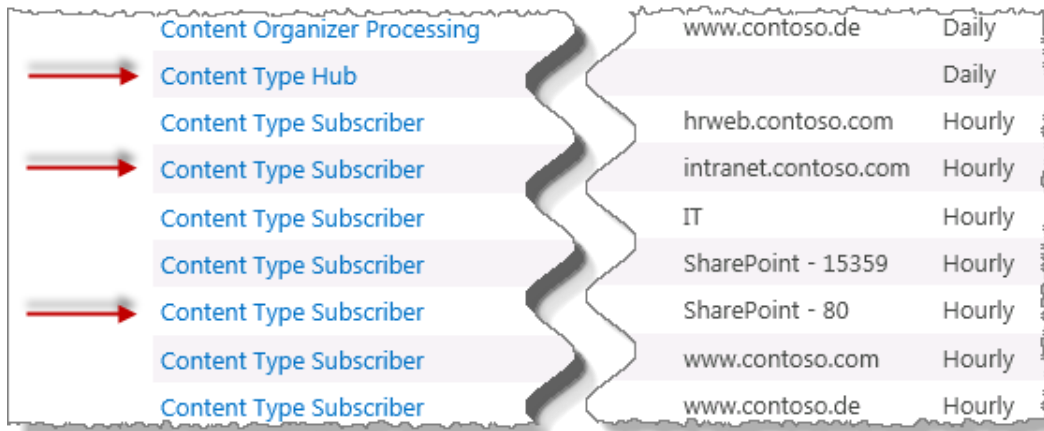 Content Organizer Processing www.contoso.de Daily
Content Type Hub Daily
Content Type Subscriber hrweb.contoso.com Hourly
Content Type Subscriber intranet.contoso.com Hourly
Content Type Subscriber IT Hourly
Content Type Subscriber SharePoint - 15359 Hourly
Content Type Subscriber SharePoint - 80 Hourly
Content Type Subscriber www.contoso.com Hourly
Content Type Subscriber www.contoso.de Hourly